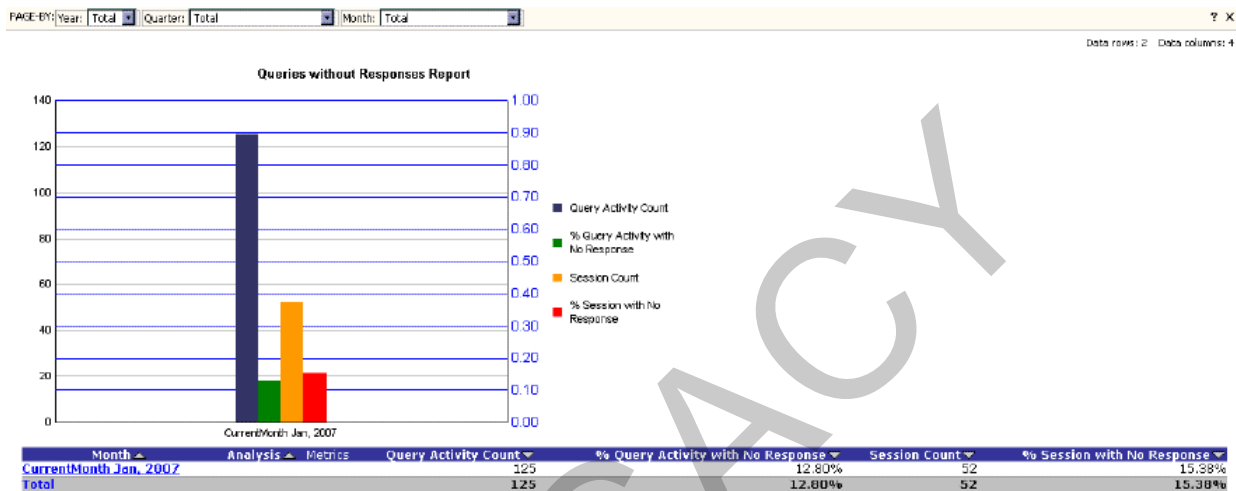 PAGE-BY: Year: Total Quarter: Total Month: Total ? X
Data rows: 2 Data columns: 4
Queries without Responses Report
140 1.00
0.90
120
0.80
100
0.70
80 0.60
0.50
60
0.40
40
0.30
20
0.20
0.10
0 0.00
CurrentMonth Jan, 2007
Query Activity Count
% Query Activity with
No Response
Session Count
% Session with No
Response
Month Analysis Metrics Query Activity Count % Query Activity with No Response Session Count % Session with No Response
CurrentMonth Jan, 2007 125 12.80% 52 15.38%
Total 125 12.80% 52 15.38%
ACY